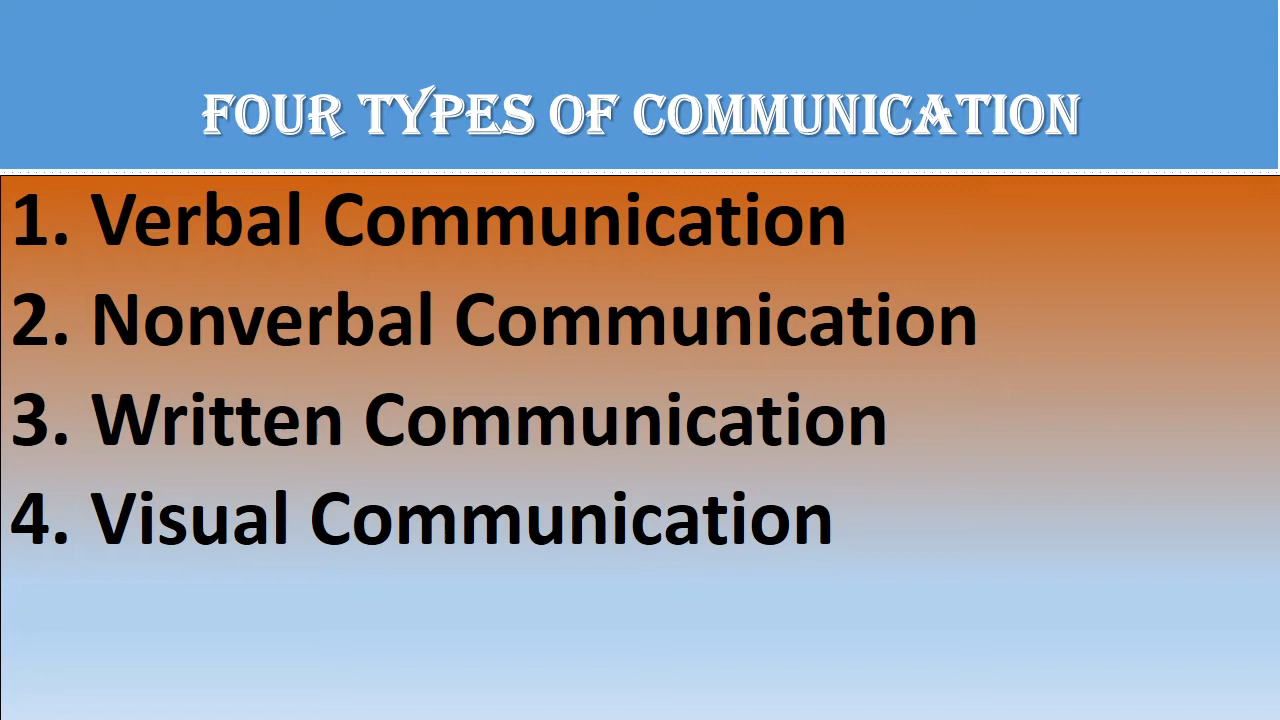 FOUR TYPES OF COMMUNICATION
1. Verbal Communication
2. Nonverbal Communication
3. Written Communication
4. Visual Communication